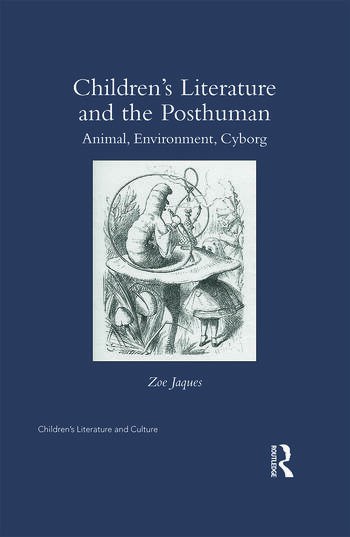 Children's Literature
and the Posthuman
Animal, Environment, Cyborg
Zoe Jaques
Children's Literature and Culture
ROUTLEDGE